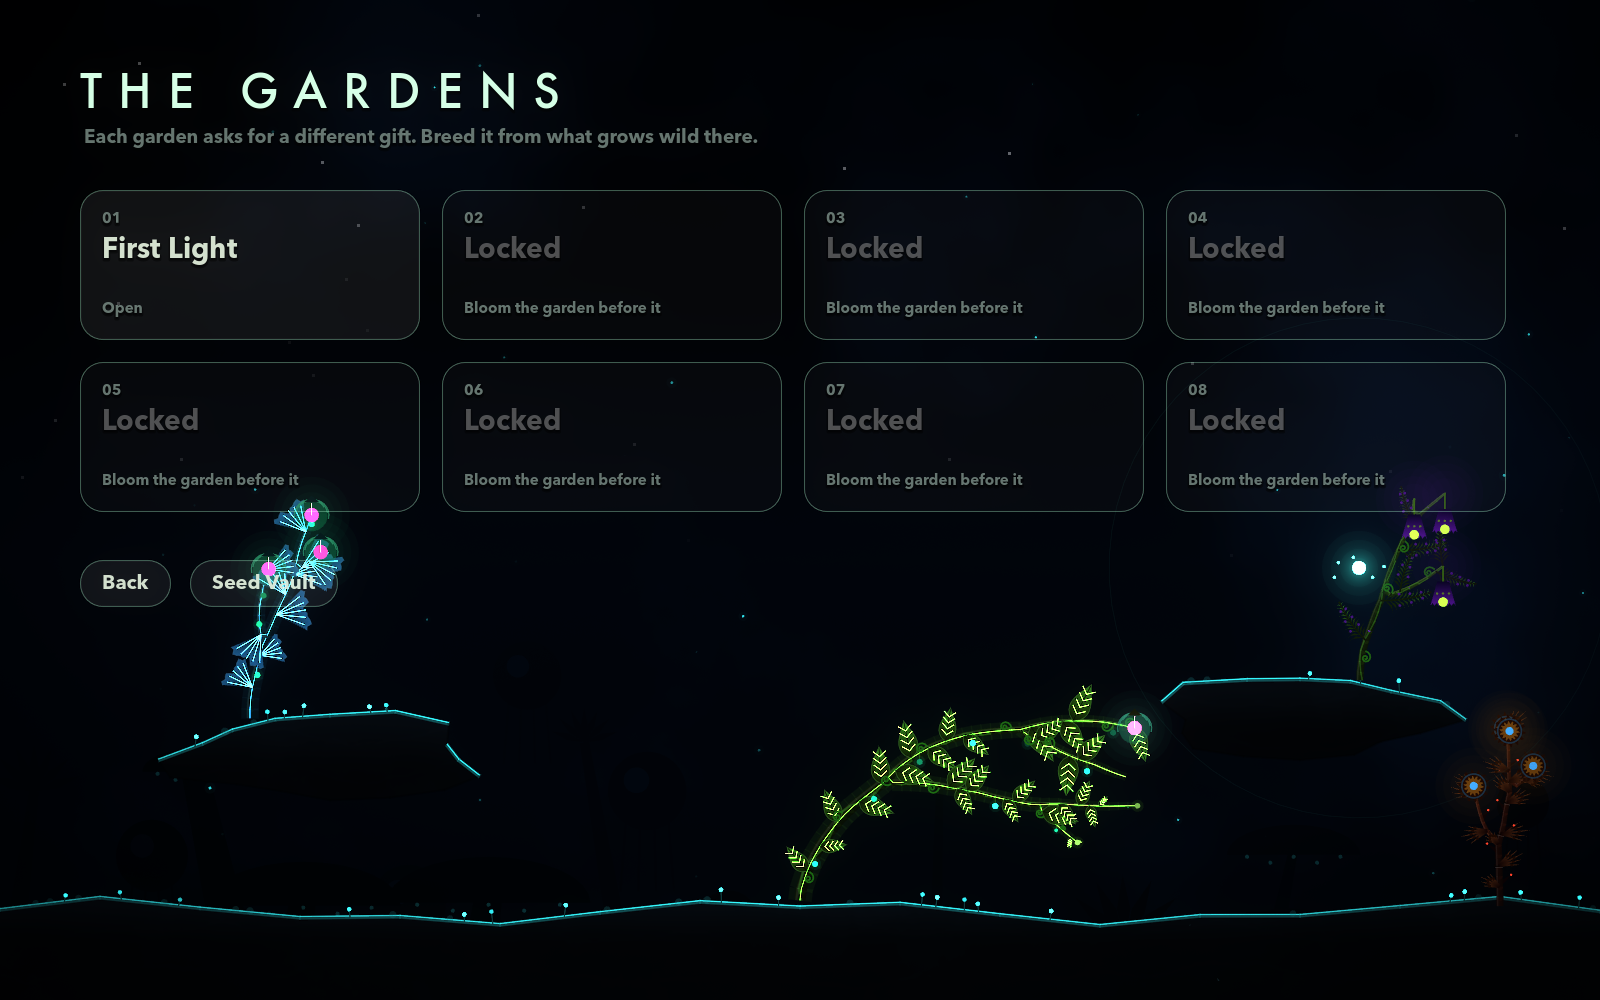 THE GARDENS
Each garden asks for a different gift. Breed it from what grows wild there.
01
First Light
Open
02
Locked
Bloom the garden before it
03
Locked
Bloom the garden before it
04
Locked
Bloom the garden before it
05
Locked
Bloom the garden before it
06
Locked
Bloom the garden before it
07
Locked
Bloom the garden before it
08
Locked
Bloom the garden before it
Back
Seed Vault